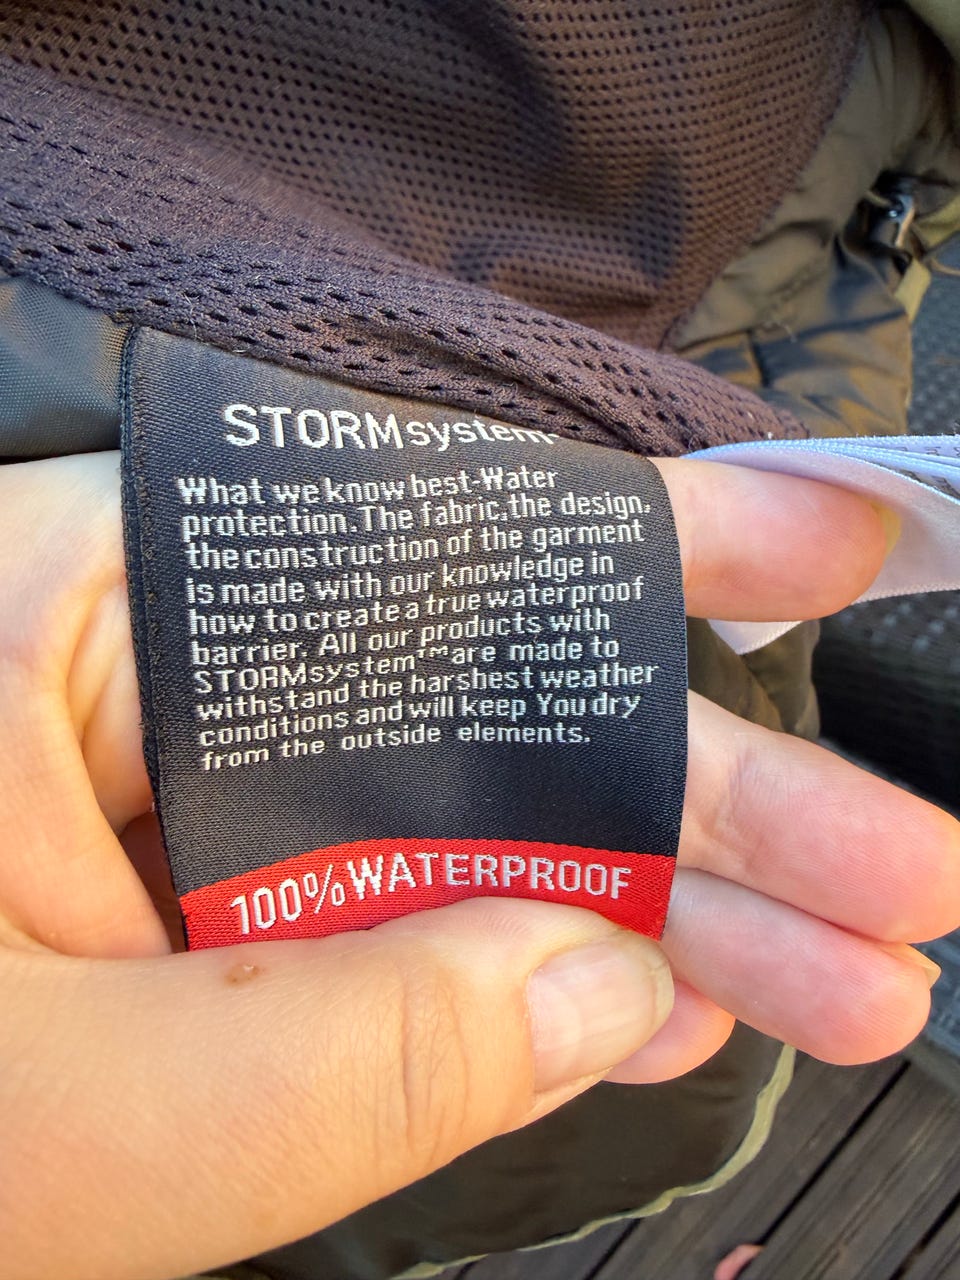 STORMsystem
What we know best-Water
protection.The fabric,the design,
the construction of the garment
is made with our knowledge in
how to create a true waterproof
barrier. All our products with
STORMsystem™are made to
withstand the harshest weather
conditions and will keep You dry
from the outside elements.
100% WATERPROOF